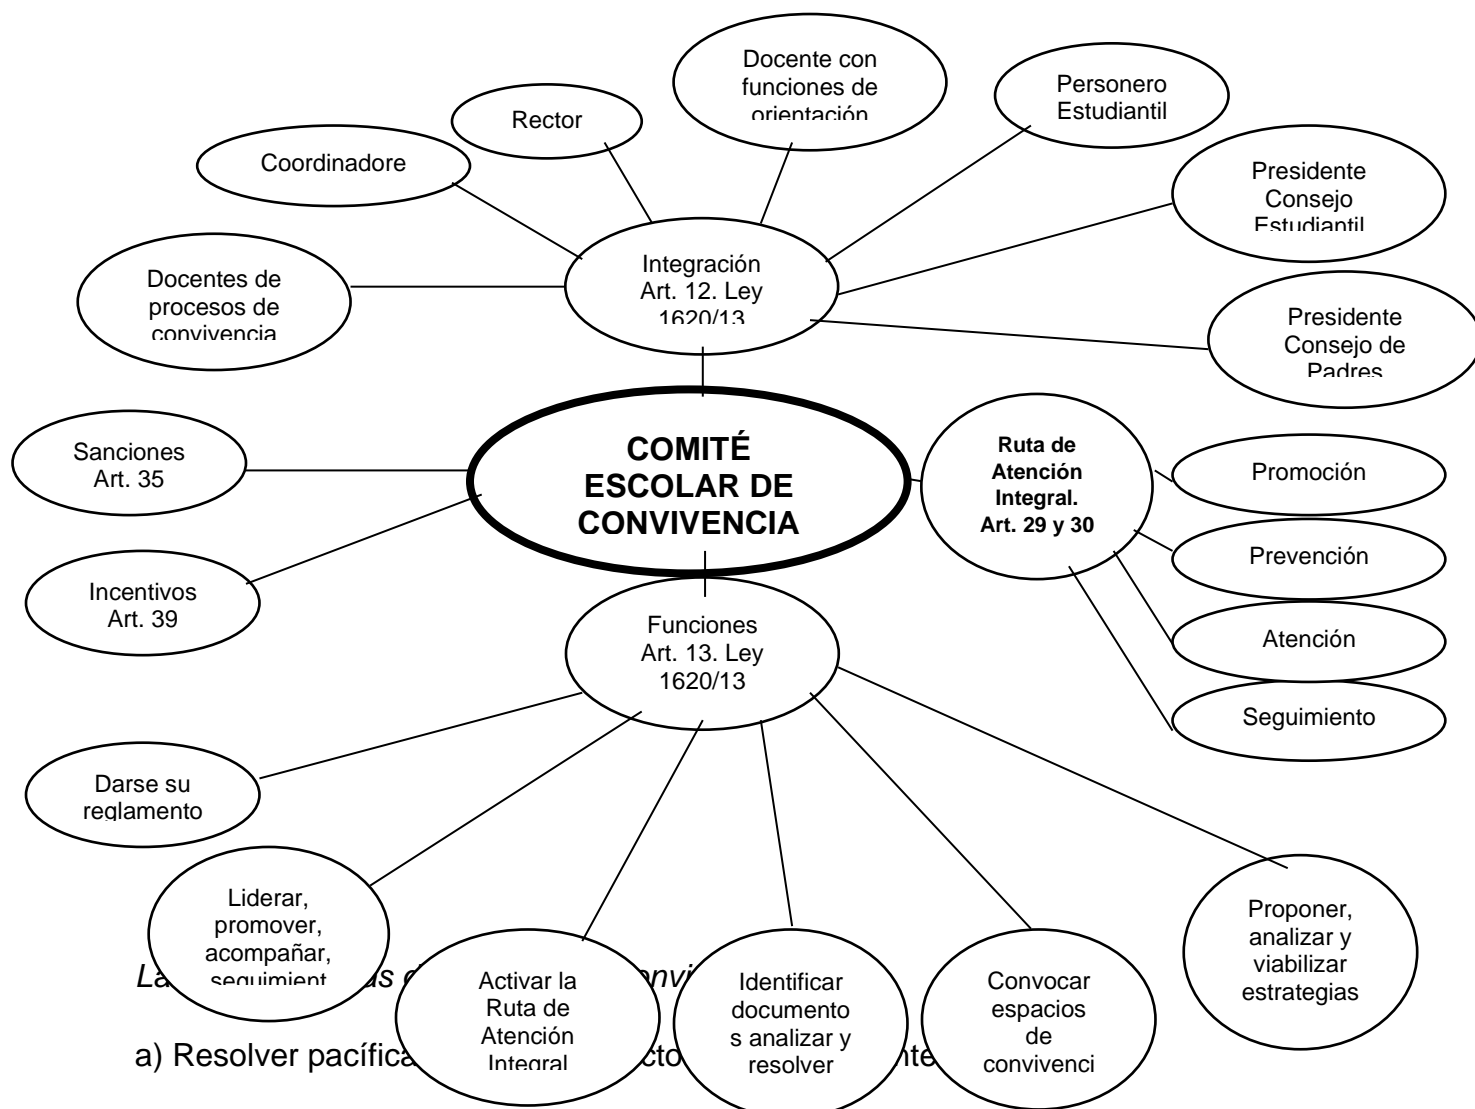 Docente con
funciones de
orientación
Personero
Estudiantil
Rector
Coordinadore
Presidente
Consejo
Estudiantil
Integración
Art. 12. Ley
1620/13
Docentes de
procesos de
convivencia
Presidente
Consejo de
Padres
COMITÉ
ESCOLAR DE
CONVIVENCIA
Ruta de
Atención
Integral.
Art. 29 y 30
Promoción
Prevención
Atención
Seguimiento
Sanciones
Art. 35
Incentivos
Art. 39
Funciones
Art. 13. Ley
1620/13
Darse su
reglamento
Liderar,
promover,
acompañar,
seguimient
Activar la
Ruta de
Atención
Integral
Identificar
documento
s analizar y
resolver
Convocar
espacios
de
convivenci
Proponer,
analizar y
viabilizar
estrategias
a) Resolver